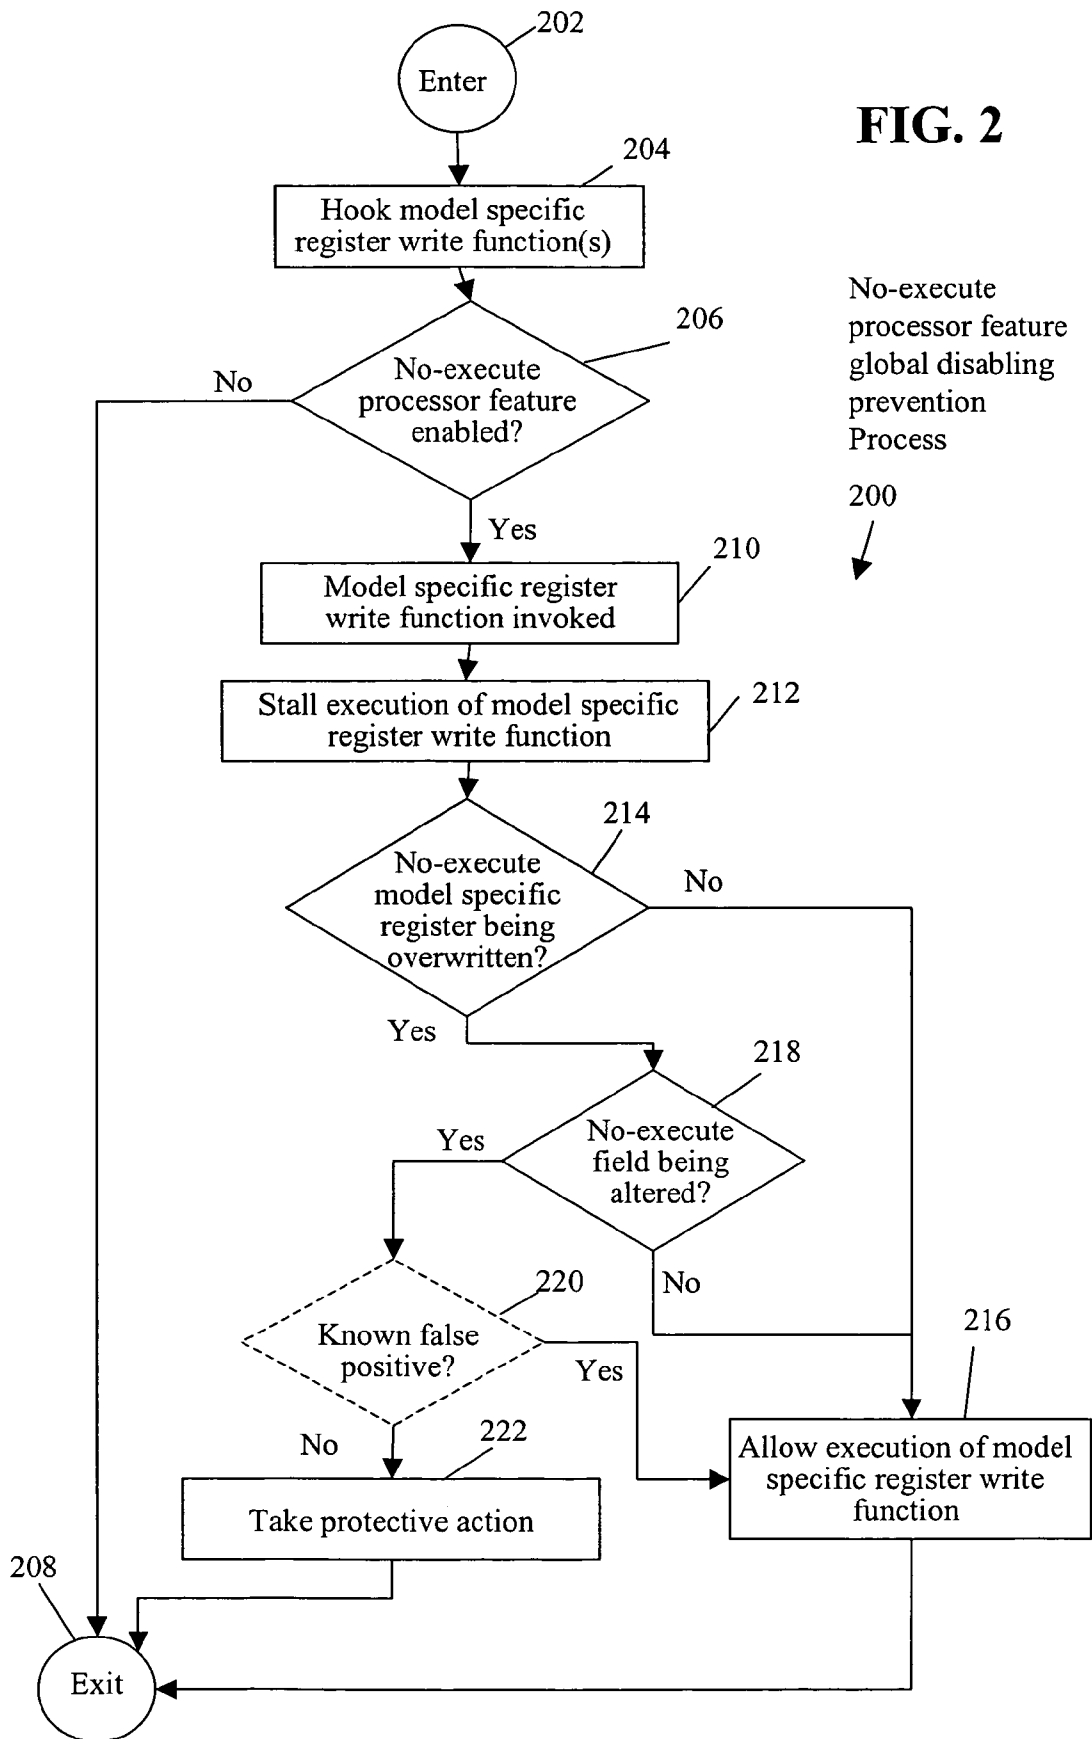 202
Enter
FIG. 2
204
Hook model specific
register write function(s)
No-execute
processor feature
global disabling
prevention
Process
200
206
No-execute
processor feature
enabled?
No
Yes
210
Model specific register
write function invoked
212
Stall execution of model specific
register write function
214
No-execute
model specific
register being
overwritten?
No
Yes
218
No-execute
field being
altered?
Yes
No
220
Known false
positive?
Yes
No
216
Allow execution of model
specific register write
function
222
Take protective action
208
Exit